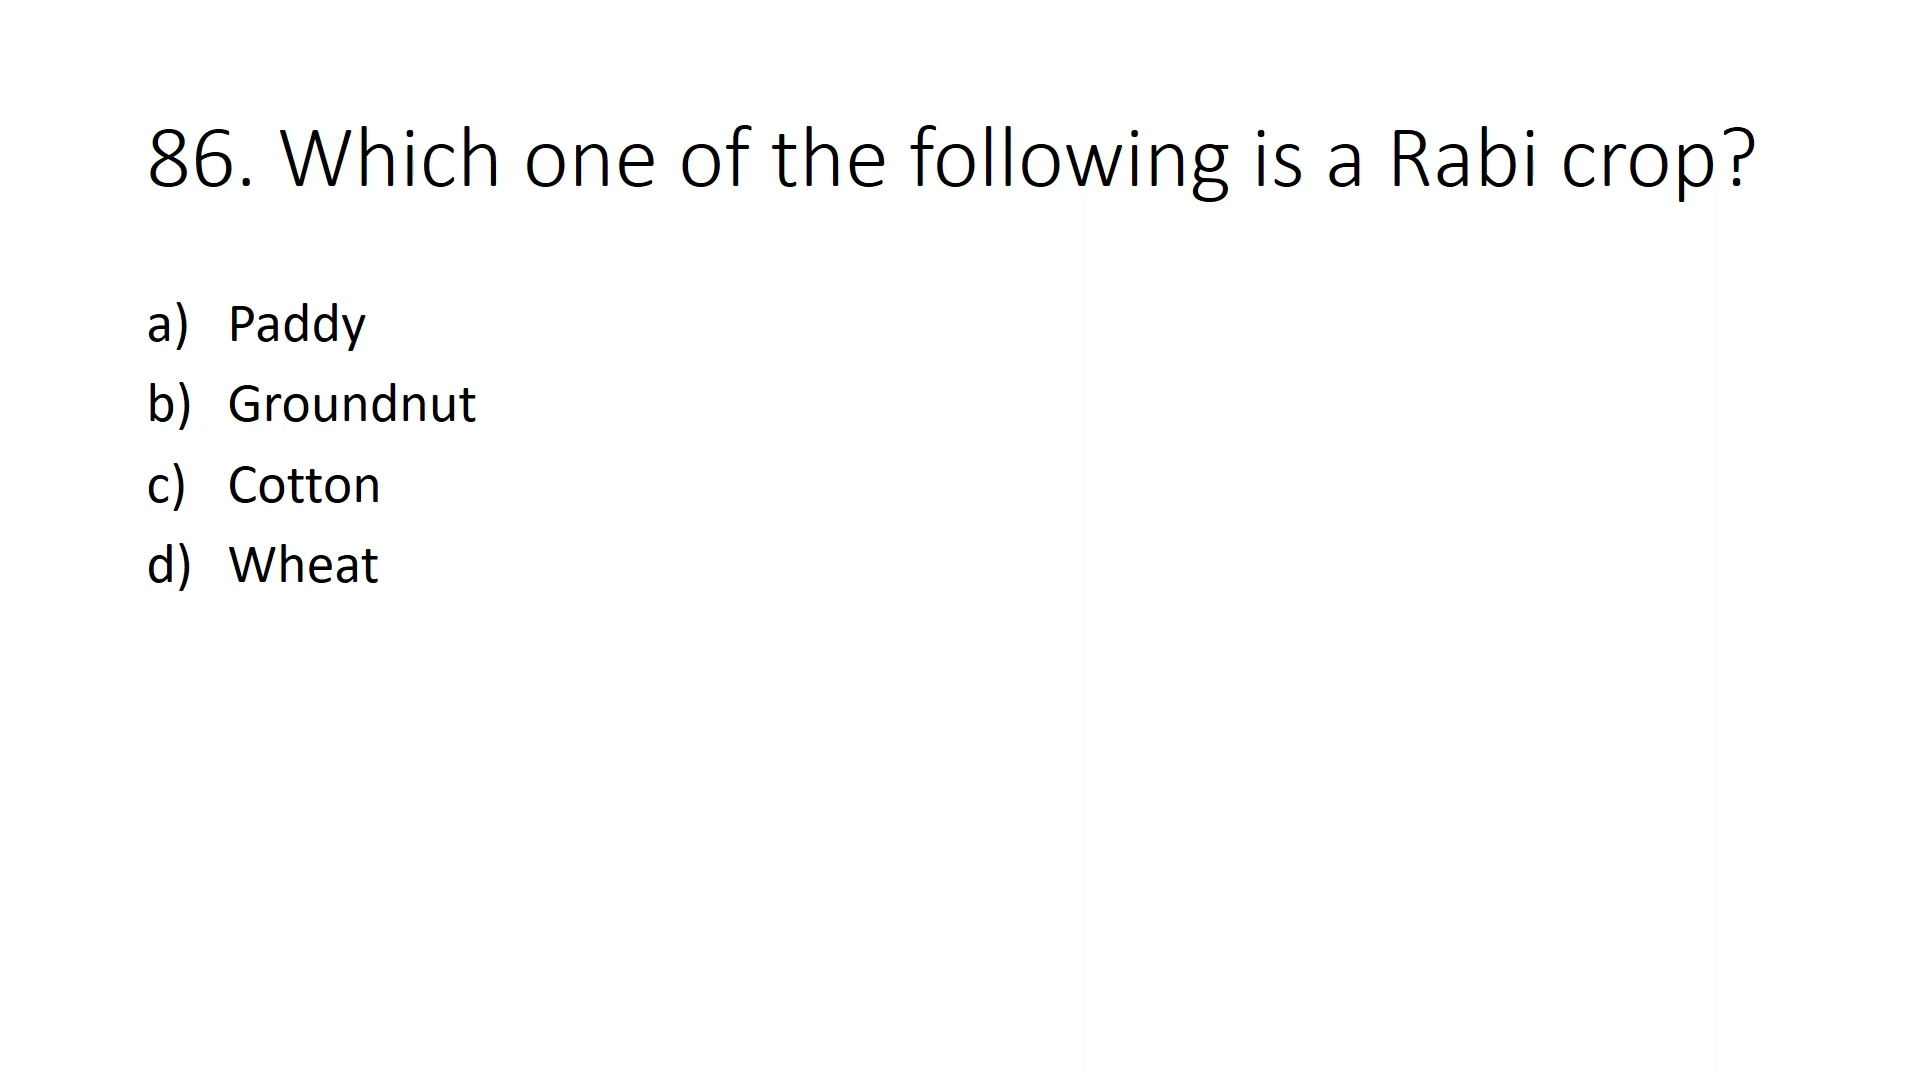 86. Which one of the following is a Rabi crop?
a) Paddy
b) Groundnut
c) Cotton
d) Wheat